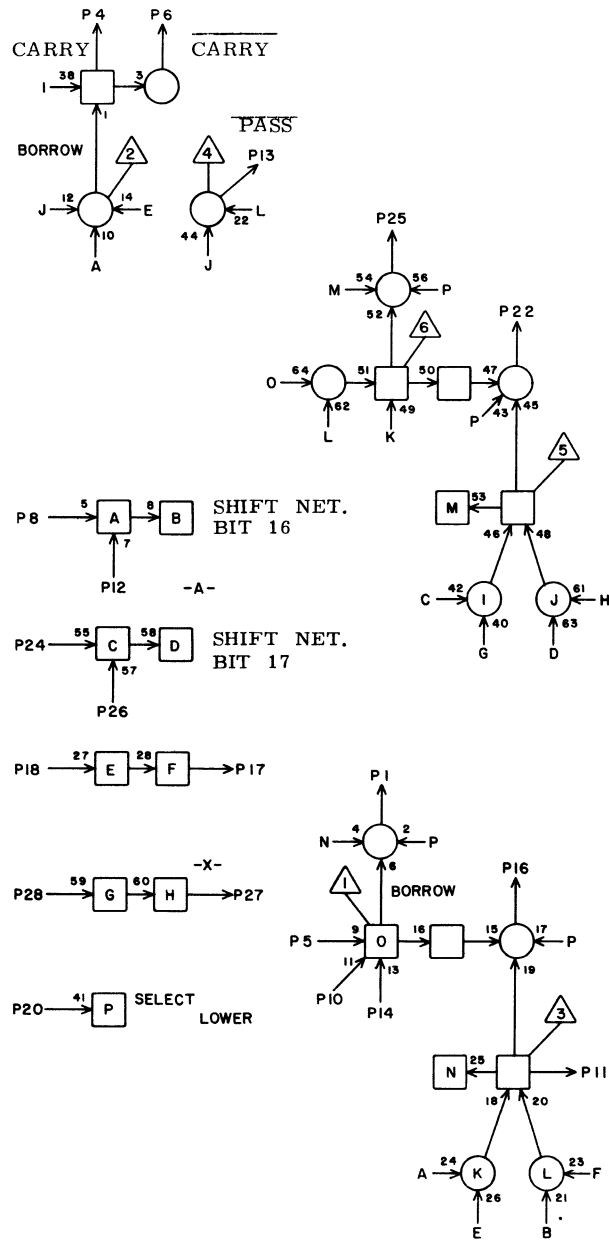 P4
P6
CARRY
CARRY
I
38
3
1
PASS
BORROW
2
4
P13
J
12
14
E
10
A
22
L
44
J
P25
M
54
56
P
52
6
P22
O
64
51
50
47
62
49
P
43
45
L
K
5
M
53
46
48
C
42
I
40
J
61
H
63
G
D
P8
5
A
8
B
SHIFT NET.
BIT 16
7
P12
-A-
P24
55
C
58
D
SHIFT NET.
BIT 17
57
P26
P18
27
E
28
F
P17
P28
59
G
60
H
-X-
P27
P20
41
P
SELECT
LOWER
P1
N
4
2
P
6
1
BORROW
P16
P5
9
O
16
15
17
P
11
13
19
P10
P14
3
N
25
P11
18
20
A
24
K
26
L
23
F
21
E
B